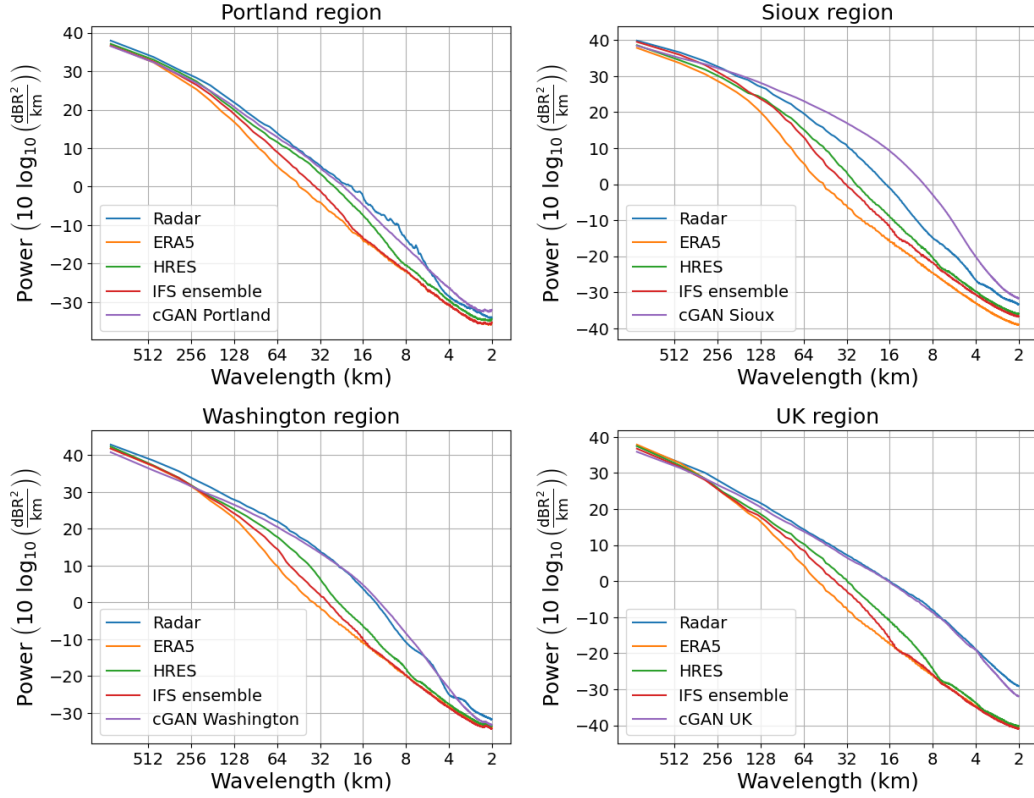 Portland region
Power (10 log₁₀ (dBR²/km))
40
30
20
10
0
−10
−20
−30
Radar
ERA5
HRES
IFS ensemble
cGAN Portland
512 256 128 64 32 16 8 4 2
Wavelength (km)
Sioux region
Power (10 log₁₀ (dBR²/km))
40
30
20
10
0
−10
−20
−30
−40
Radar
ERA5
HRES
IFS ensemble
cGAN Sioux
512 256 128 64 32 16 8 4 2
Wavelength (km)
Washington region
Power (10 log₁₀ (dBR²/km))
40
30
20
10
0
−10
−20
−30
Radar
ERA5
HRES
IFS ensemble
cGAN Washington
512 256 128 64 32 16 8 4 2
Wavelength (km)
UK region
Power (10 log₁₀ (dBR²/km))
40
30
20
10
0
−10
−20
−30
−40
Radar
ERA5
HRES
IFS ensemble
cGAN UK
512 256 128 64 32 16 8 4 2
Wavelength (km)